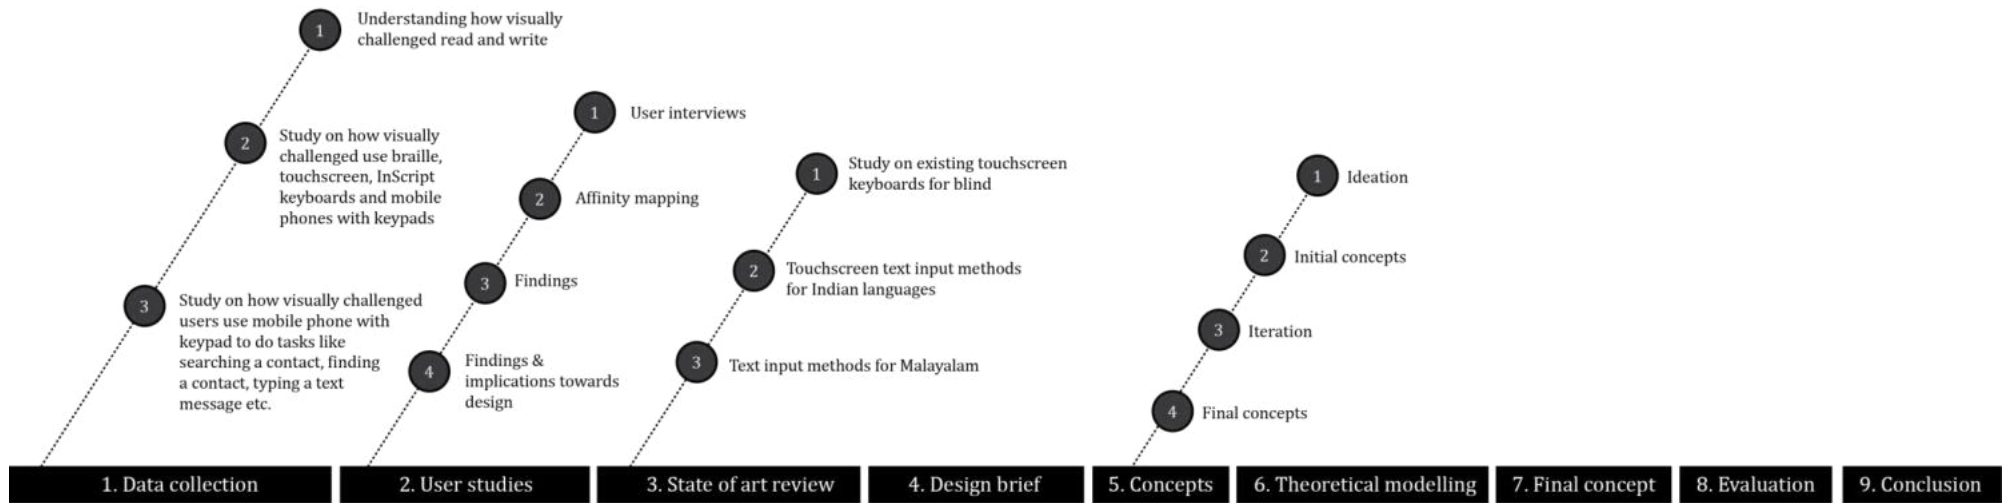 1
Understanding how visually
challenged read and write
2
Study on how visually
challenged use braille,
touchscreen, InScript
keyboards and mobile
phones with keypads
3
Study on how visually challenged
users use mobile phone with
keypad to do tasks like
searching a contact, finding
a contact, typing a text
message etc.
1
User interviews
2
Affinity mapping
3
Findings
4
Findings &
implications towards
design
1
Study on existing touchscreen
keyboards for blind
2
Touchscreen text input methods
for Indian languages
3
Text input methods for Malayalam
1
Ideation
2
Initial concepts
3
Iteration
4
Final concepts
1. Data collection
2. User studies
3. State of art review
4. Design brief
5. Concepts
6. Theoretical modelling
7. Final concept
8. Evaluation
9. Conclusion